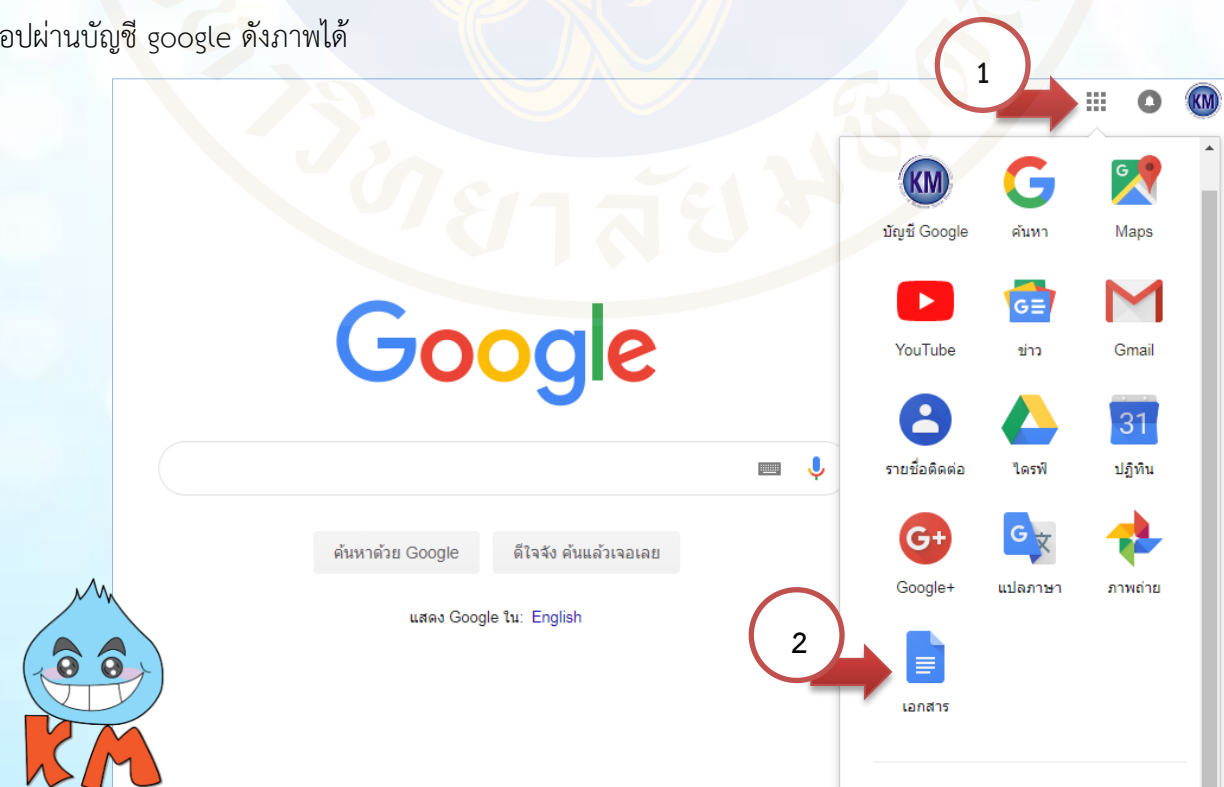 อปผ่านบัญชี google ดังภาพได้
1
KM
KM
G
บัญชี Google ค้นหา Maps
GE
YouTube ข่าว Gmail
Google
31
รายชื่อติดต่อ ไดรฟ์ ปฏิทิน
G+
G 文
ค้นหาด้วย Google ดีใจจัง ค้นแล้วเจอเลย
Google+ แปลภาษา ภาพถ่าย
แสดง Google ใน: English
2
เอกสาร
KM